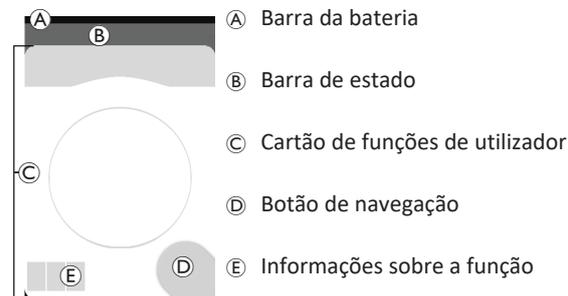 Ⓐ Ⓐ Barra da bateria
Ⓑ
Ⓑ Barra de estado
Ⓒ Cartão de funções de utilizador
Ⓒ
Ⓓ Botão de navegação
Ⓔ Ⓓ Ⓔ Informações sobre a função